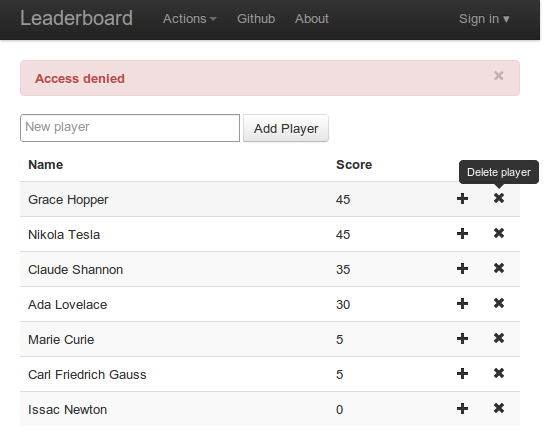 Leaderboard Actions Github About Sign in ▾
Access denied ×
New player Add Player
Name Score
Delete player
Grace Hopper 45
Nikola Tesla 45
Claude Shannon 35
Ada Lovelace 30
Marie Curie 5
Carl Friedrich Gauss 5
Issac Newton 0